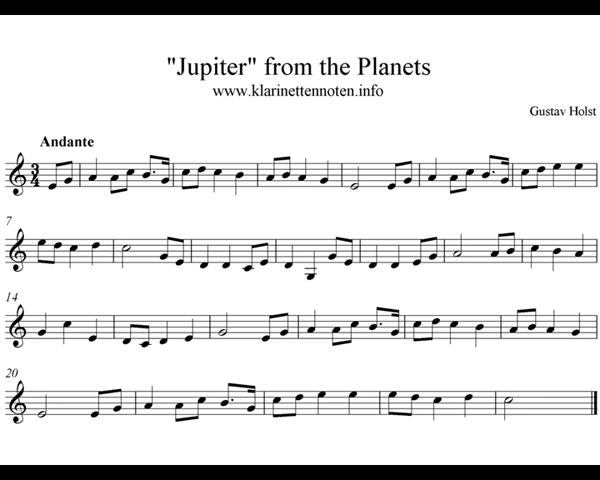 "Jupiter" from the Planets
www.klarinettennoten.info
Gustav Holst
Andante
3
4
7
14
20